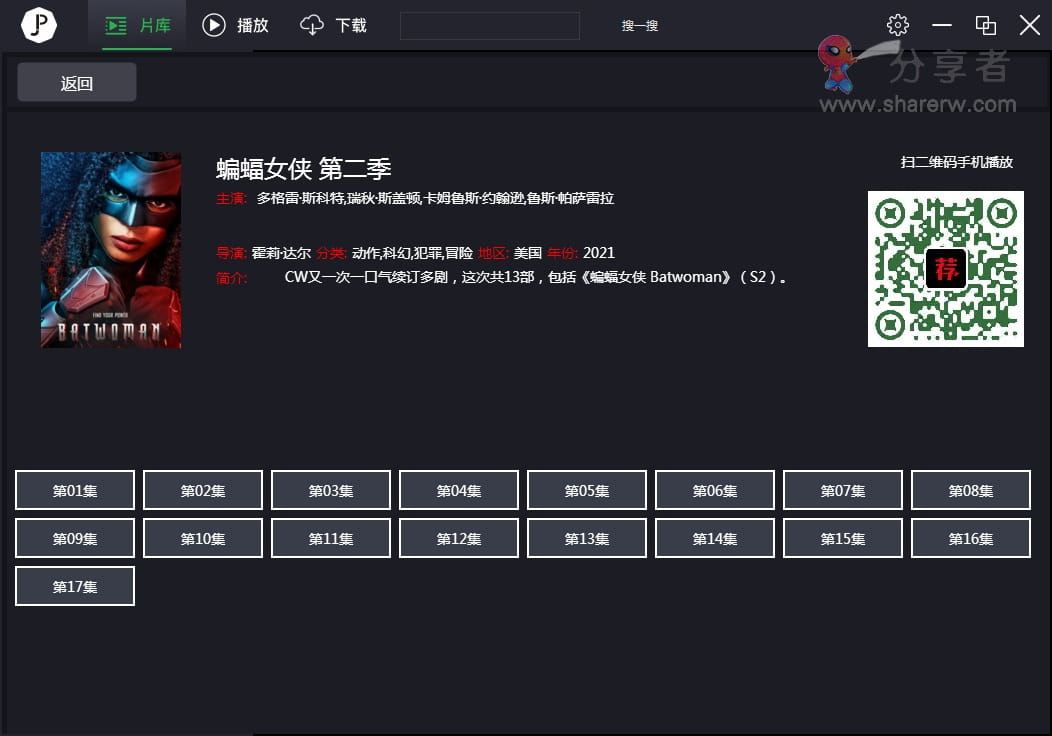 JP 片库 播放 下载 搜一搜
分享者
www.sharerw.com
返回
扫二维码手机播放
蝙蝠女侠 第二季
主演: 多格雷·斯科特,瑞秋·斯盖顿,卡姆鲁斯·约翰逊,鲁斯·帕萨雷拉
导演: 霍莉·达尔 分类: 动作,科幻,犯罪,冒险 地区: 美国 年份: 2021
简介: CW又一次一口气续订多剧，这次共13部，包括《蝙蝠女侠 Batwoman》（S2）。
荐
FIND YOUR POWER
BATWOMAN
第01集 第02集 第03集 第04集 第05集 第06集 第07集 第08集
第09集 第10集 第11集 第12集 第13集 第14集 第15集 第16集
第17集